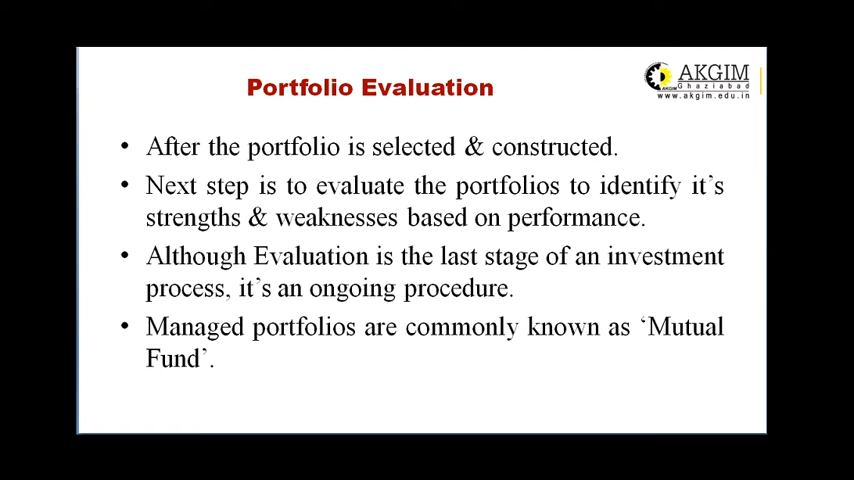 Portfolio Evaluation
AKGIM
Ghaziabad
AKGIM
www.akgim.edu.in
• After the portfolio is selected & constructed.
• Next step is to evaluate the portfolios to identify it's
strengths & weaknesses based on performance.
• Although Evaluation is the last stage of an investment
process, it's an ongoing procedure.
• Managed portfolios are commonly known as ‘Mutual
Fund’.